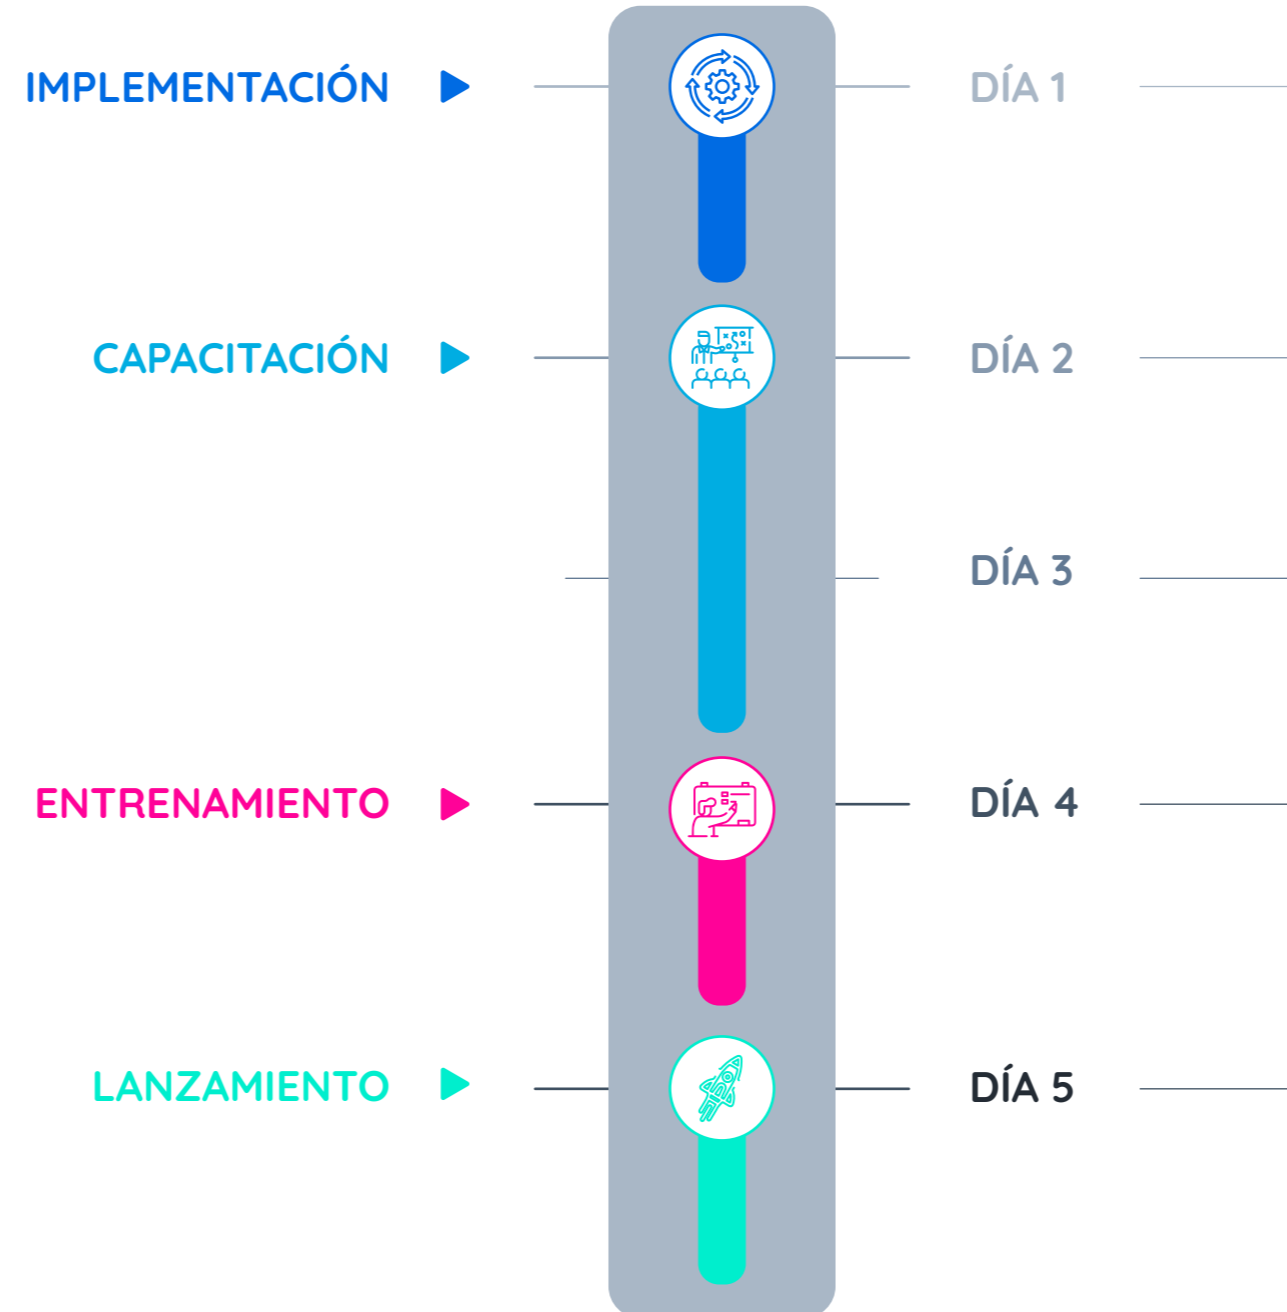 IMPLEMENTACIÓN
DÍA 1
CAPACITACIÓN
DÍA 2
DÍA 3
ENTRENAMIENTO
DÍA 4
LANZAMIENTO
DÍA 5